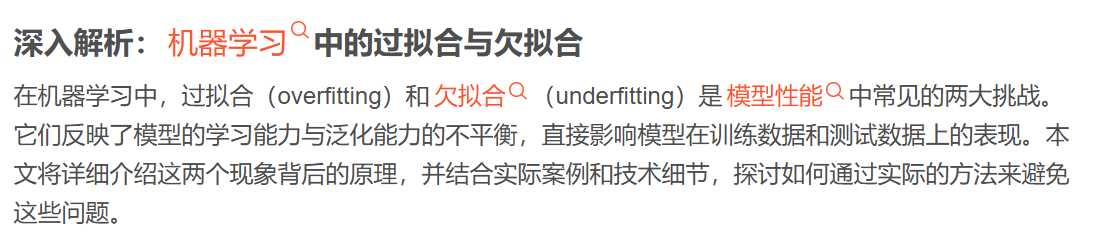 深入解析：机器学习中的过拟合与欠拟合
在机器学习中，过拟合（overfitting）和欠拟合（underfitting）是模型性能中常见的两大挑战。
它们反映了模型的学习能力与泛化能力的不平衡，直接影响模型在训练数据和测试数据上的表现。本
文将详细介绍这两个现象背后的原理，并结合实际案例和技术细节，探讨如何通过实际的方法来避免
这些问题。